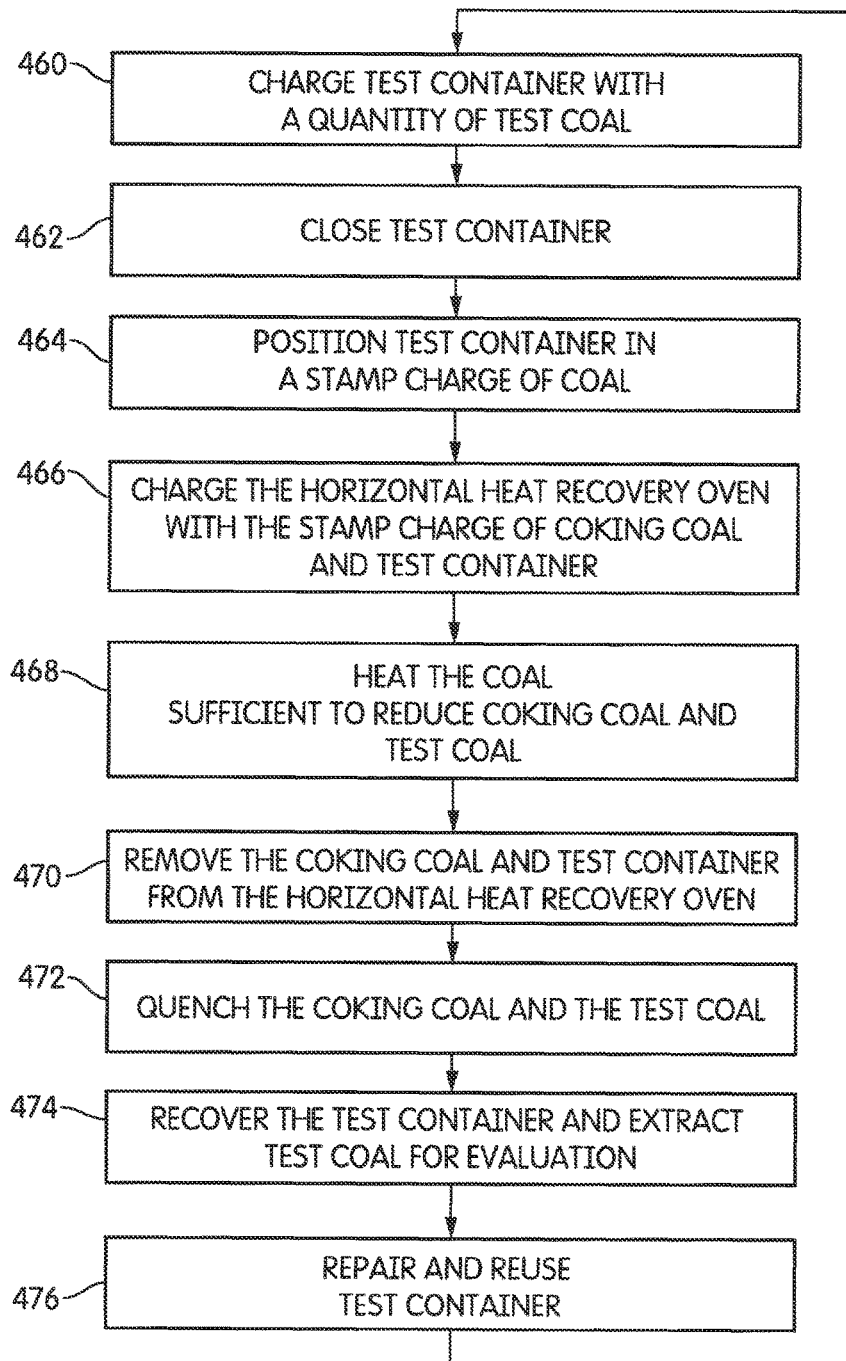 460
CHARGE TEST CONTAINER WITH
A QUANTITY OF TEST COAL
462
CLOSE TEST CONTAINER
464
POSITION TEST CONTAINER IN
A STAMP CHARGE OF COAL
466
CHARGE THE HORIZONTAL HEAT RECOVERY OVEN
WITH THE STAMP CHARGE OF COKING COAL
AND TEST CONTAINER
468
HEAT THE COAL
SUFFICIENT TO REDUCE COKING COAL AND
TEST COAL
470
REMOVE THE COKING COAL AND TEST CONTAINER
FROM THE HORIZONTAL HEAT RECOVERY OVEN
472
QUENCH THE COKING COAL AND THE TEST COAL
474
RECOVER THE TEST CONTAINER AND EXTRACT
TEST COAL FOR EVALUATION
476
REPAIR AND REUSE
TEST CONTAINER